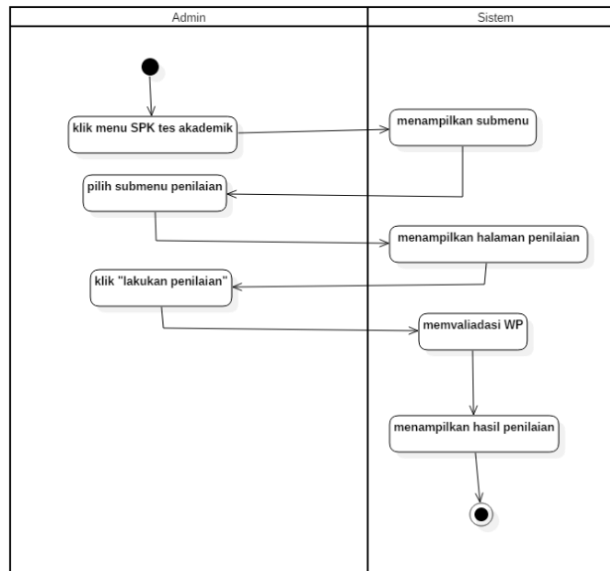 Admin
Sistem
klik menu SPK tes akademik
menampilkan submenu
pilih submenu penilaian
menampilkan halaman penilaian
klik "lakukan penilaian"
memvaliadasi WP
menampilkan hasil penilaian